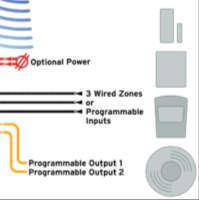 Optional Power
3 Wired Zones
or
Programmable
Inputs
Programmable Output 1
Programmable Output 2